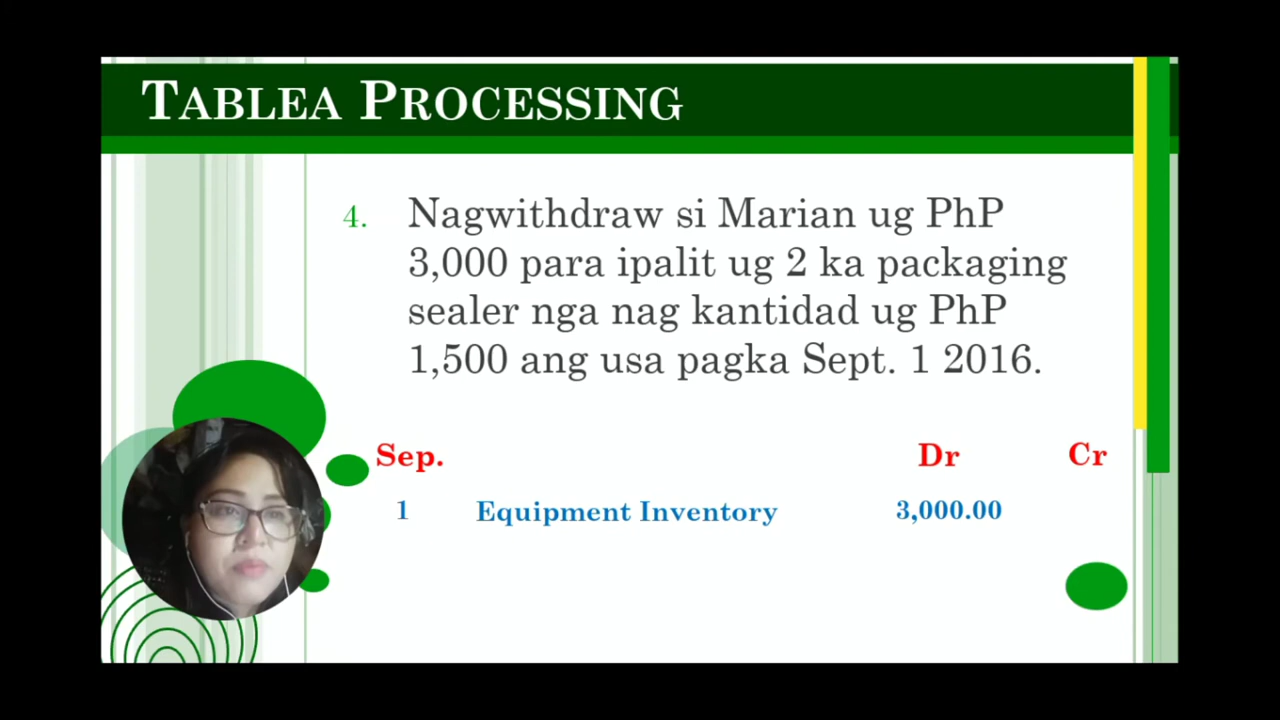 TABLEA PROCESSING
4. Nagwithdraw si Marian ug PhP
3,000 para ipalit ug 2 ka packaging
sealer nga nag kantidad ug PhP
1,500 ang usa pagka Sept. 1 2016.
Sep. Dr Cr
1 Equipment Inventory 3,000.00